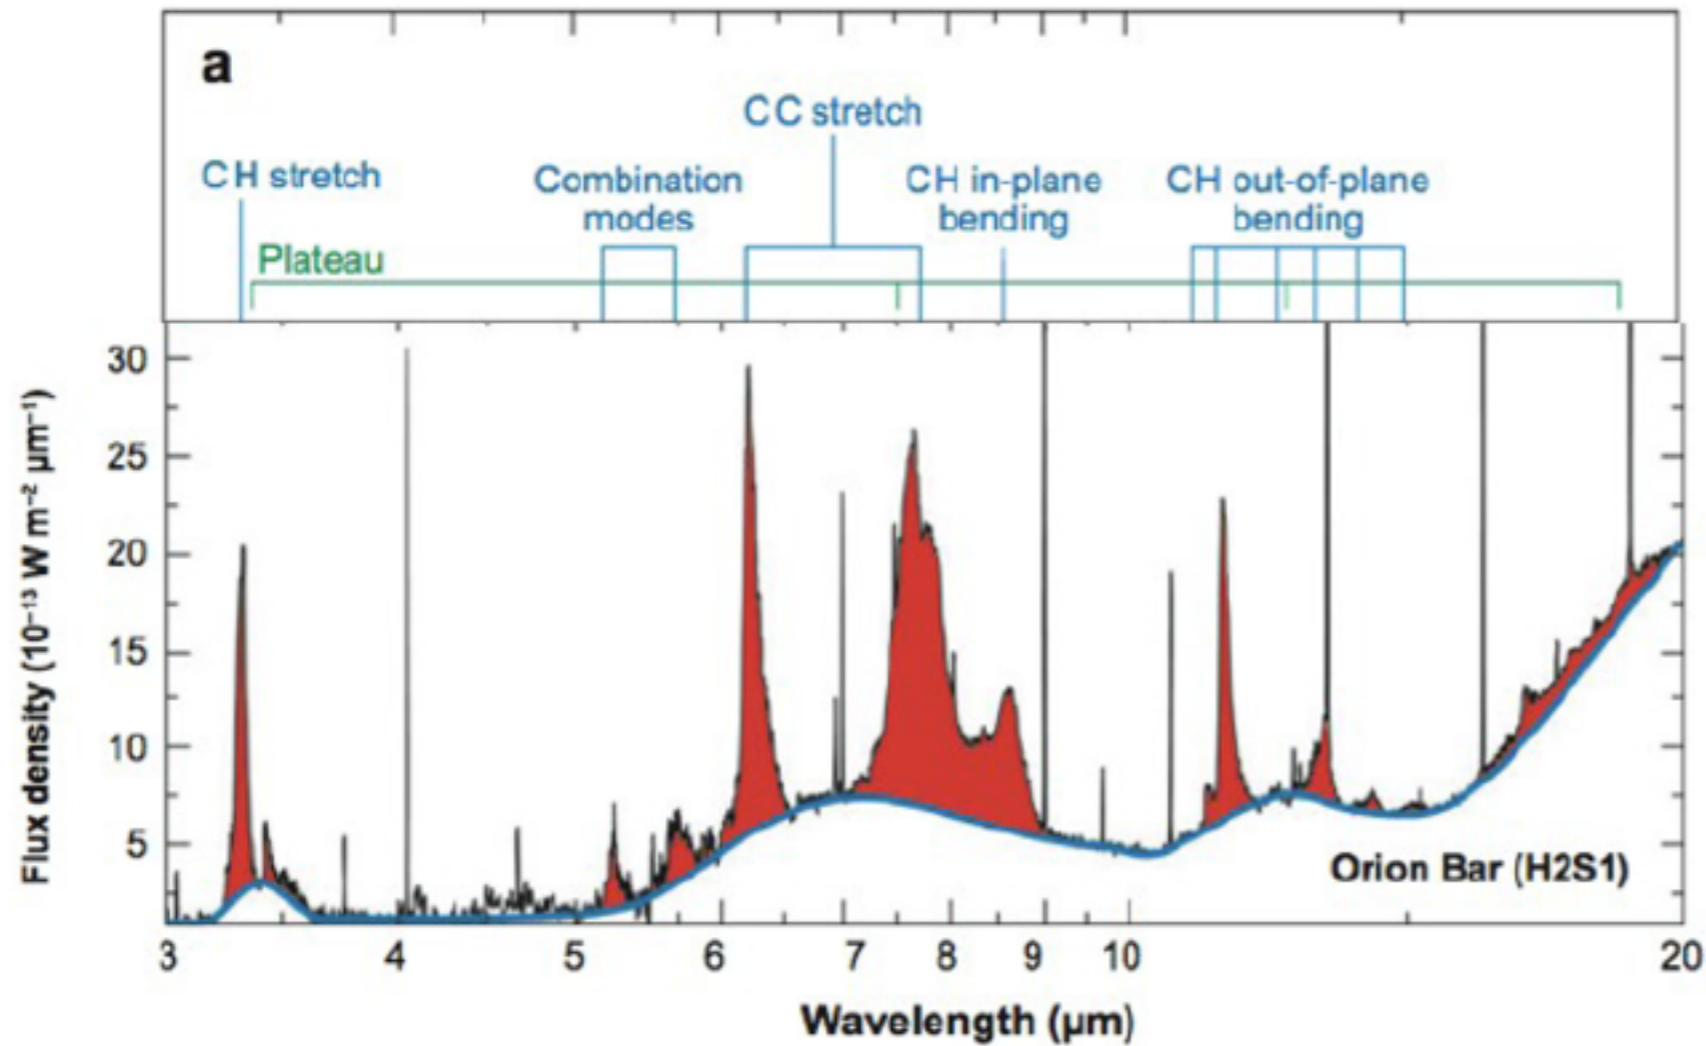 a
CC stretch
CH stretch
Combination
modes
CH in-plane
bending
CH out-of-plane
bending
Plateau
30
25
20
15
10
5
Flux density (10⁻¹³ W m⁻² μm⁻¹)
Orion Bar (H2S1)
3 4 5 6 7 8 9 10 20
Wavelength (μm)